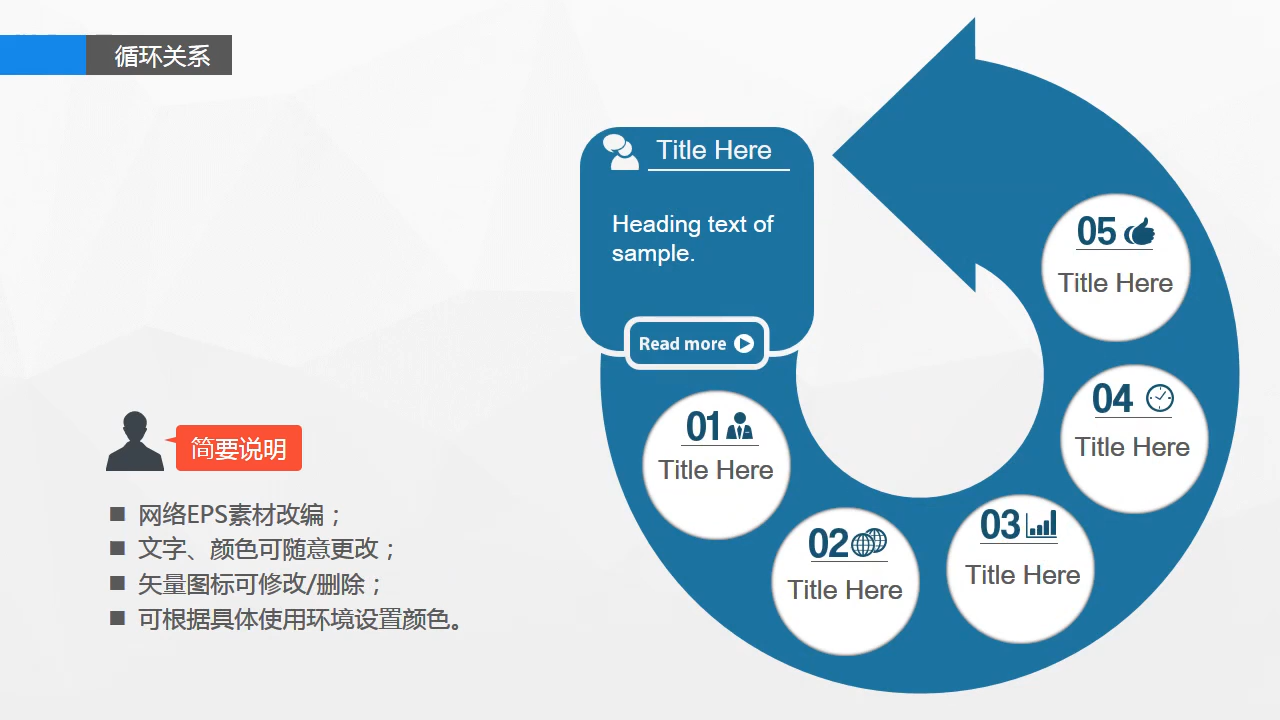 循环关系
Title Here
Heading text of
sample.
Read more
01
Title Here
02
Title Here
03
Title Here
04
Title Here
05
Title Here
简要说明
■ 网络EPS素材改编；
■ 文字、颜色可随意更改；
■ 矢量图标可修改/删除；
■ 可根据具体使用环境设置颜色。